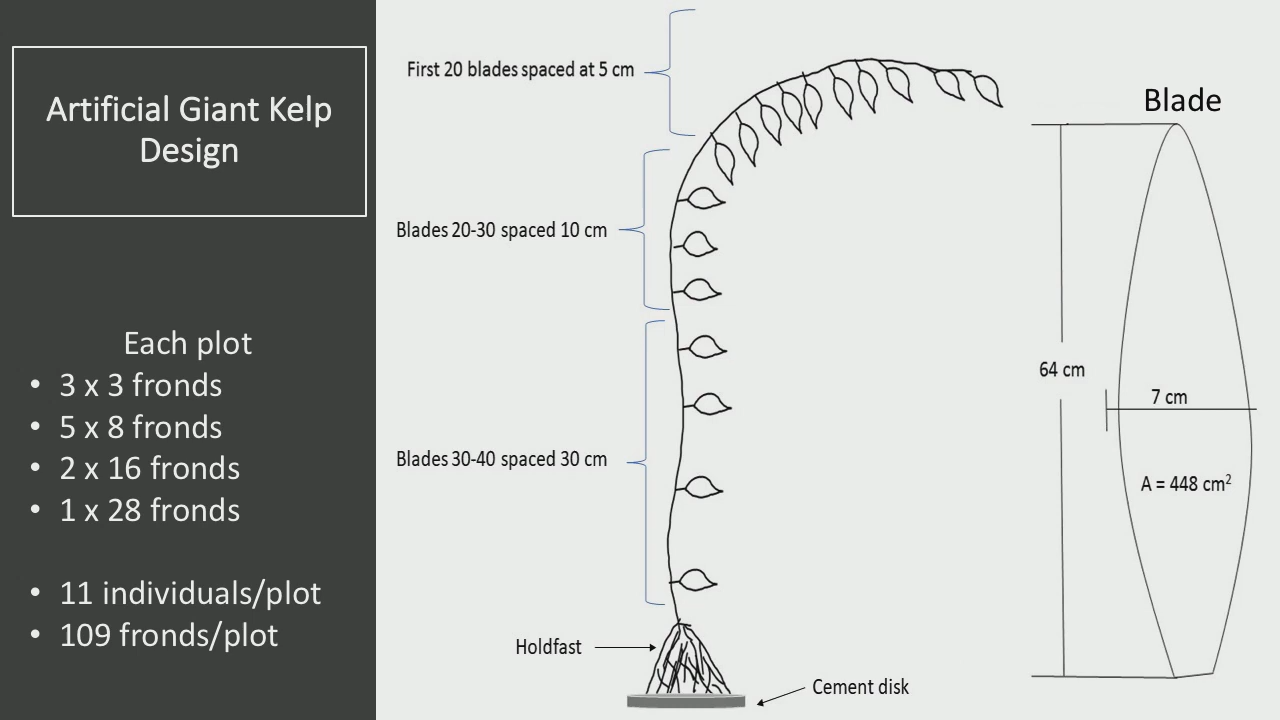 Artificial Giant Kelp
Design
Each plot
• 3 x 3 fronds
• 5 x 8 fronds
• 2 x 16 fronds
• 1 x 28 fronds
• 11 individuals/plot
• 109 fronds/plot
First 20 blades spaced at 5 cm
Blades 20-30 spaced 10 cm
Blades 30-40 spaced 30 cm
Holdfast
Cement disk
Blade
64 cm
7 cm
A = 448 cm²